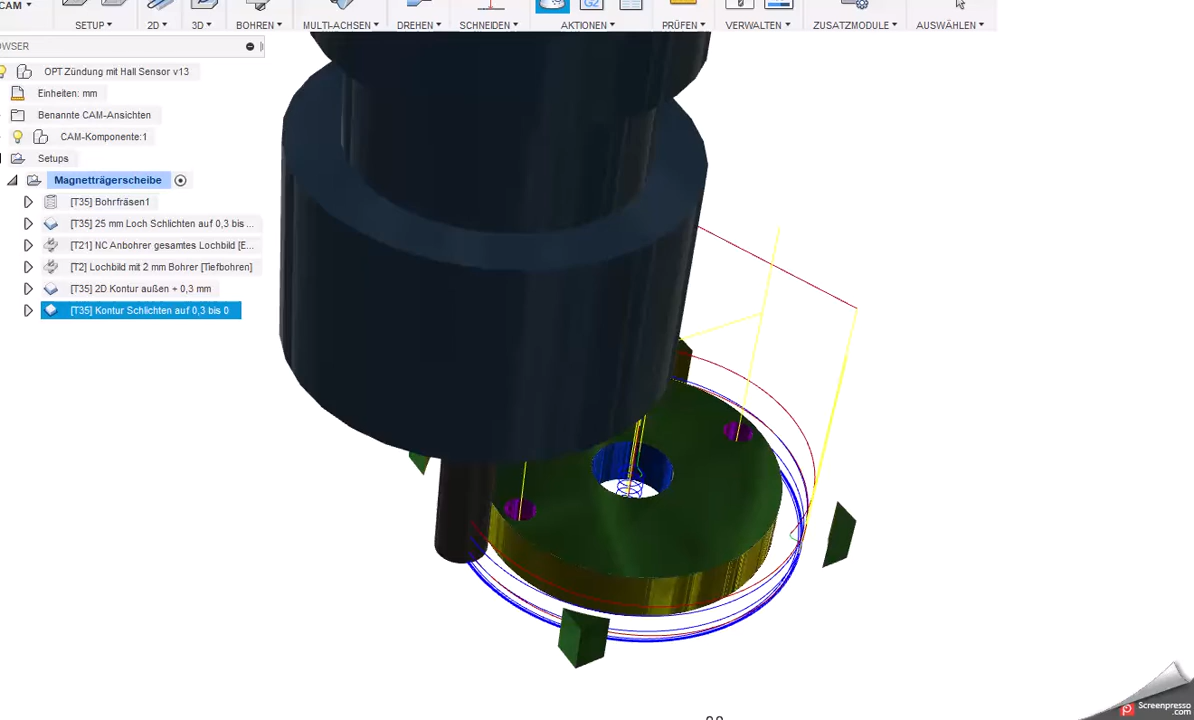 CAM
SETUP 2D 3D BOHREN MULTI-ACHSEN DREHEN SCHNEIDEN AKTIONEN PRÜFEN VERWALTEN ZUSATZMODULE AUSWÄHLEN
G2
OWSER
OPT Zündung mit Hall Sensor v13
Einheiten: mm
Benannte CAM-Ansichten
CAM-Komponente:1
Setups
Magnetträgerscheibe
[T35] Bohrfräsen1
[T35] 25 mm Loch Schlichten auf 0,3 bis ...
[T21] NC Anbohrer gesamtes Lochbild [E...
[T2] Lochbild mit 2 mm Bohrer [Tiefbohren]
[T35] 2D Kontur außen + 0,3 mm
[T35] Kontur Schlichten auf 0,3 bis 0
Screenpresso
.com